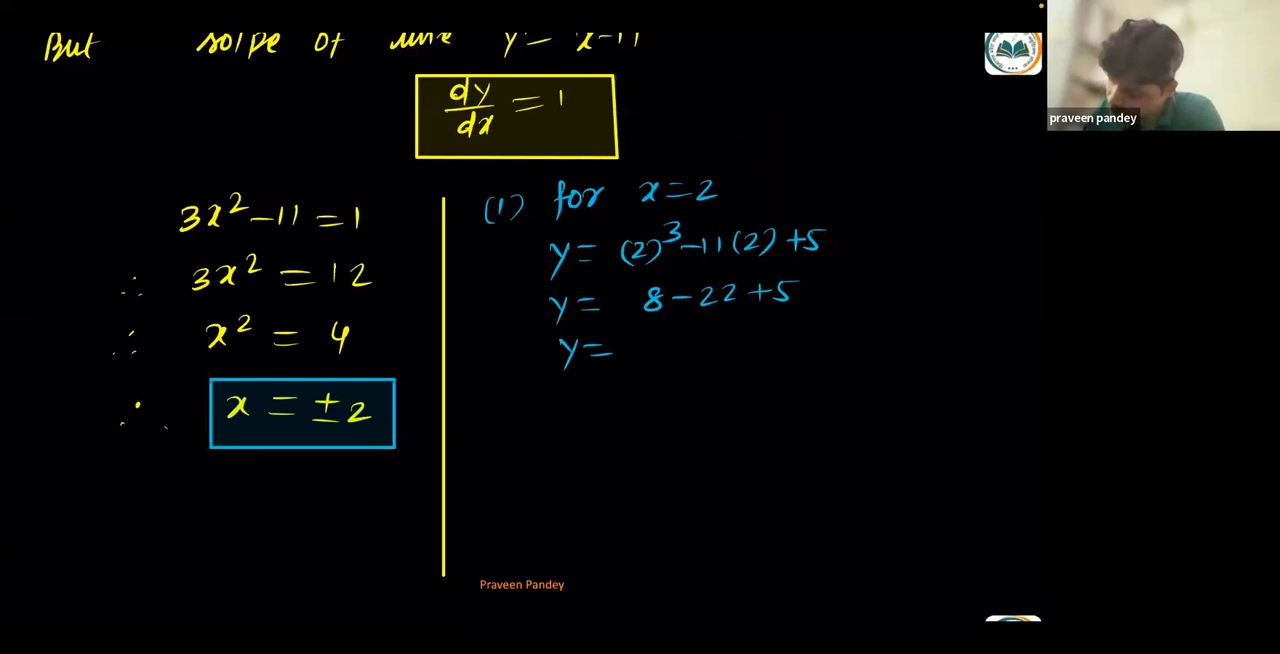 But solpe of line y = x-11
dy/dx = 1
praveen pandey
3x² - 11 = 1
∴ 3x² = 12
∴ x² = 4
∴ x = ±2
(1) for x = 2
y = (2)³ - 11(2) + 5
y = 8 - 22 + 5
y =
Praveen Pandey